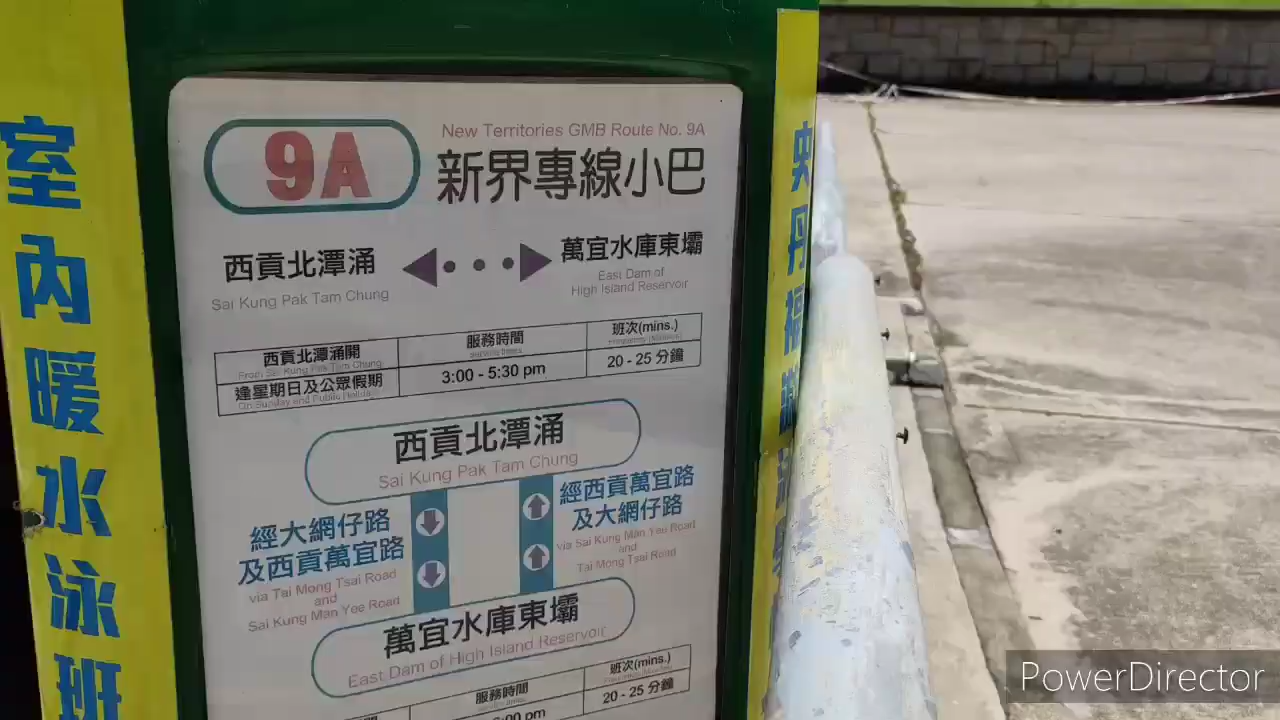 New Territories GMB Route No. 9A
9A
新界專線小巴
西貢北潭涌
Sai Kung Pak Tam Chung
萬宜水庫東壩
East Dam of
High Island Reservoir
西貢北潭涌開
From Sai Kung Pak Tam Chung
服務時間
班次(mins.)
逢星期日及公眾假期
On Sunday and Public Holiday
3:00 - 5:30 pm
20 - 25 分鐘
西貢北潭涌
Sai Kung Pak Tam Chung
經大網仔路
及西貢萬宜路
via Tai Mong Tsai Road
and
Sai Kung Man Yee Road
經西貢萬宜路
及大網仔路
via Sai Kung Man Yee Road
and
Tai Mong Tsai Road
萬宜水庫東壩
East Dam of High Island Reservoir
服務時間
班次(mins.)
:00 pm
20 - 25 分鐘
室內暖水泳班
央丹福
PowerDirector